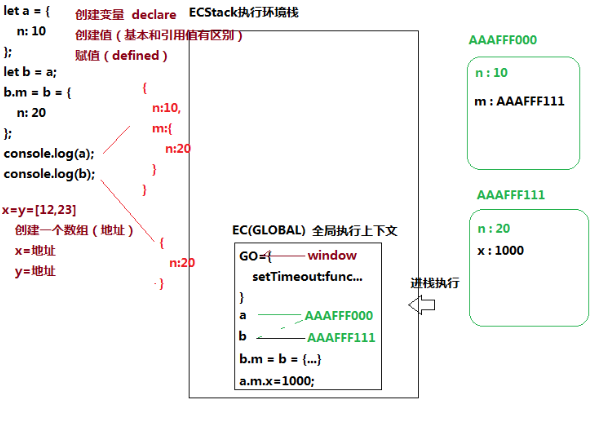 let a = {
n: 10
};
let b = a;
b.m = b = {
n: 20
};
console.log(a);
console.log(b);
x=y=[12,23]
创建一个数组（地址）
x=地址
y=地址
创建变量 declare
创建值（基本和引用值有区别）
赋值（defined）
{
n:10,
m:{
n:20
}
}
{
n:20
}
ECStack执行环境栈
EC(GLOBAL) 全局执行上下文
GO={
window
setTimeout:func...
}
a
AAAFFF000
b
AAAFFF111
b.m = b = {...}
a.m.x=1000;
进栈执行
AAAFFF000
n : 10
m : AAAFFF111
AAAFFF111
n : 20
x : 1000